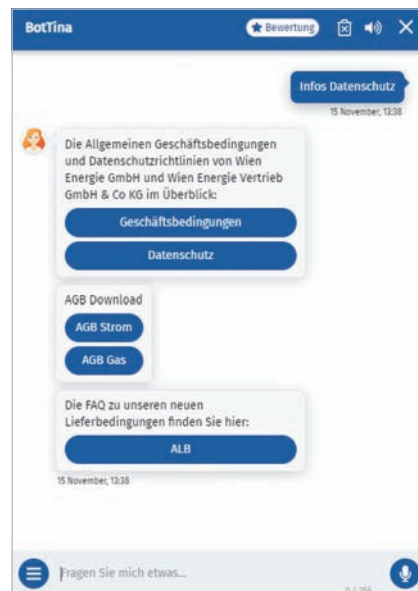 BotTina
Bewertung
Infos Datenschutz
15 November, 13:38
Die Allgemeinen Geschäftsbedingungen
und Datenschutzrichtlinien von Wien
Energie GmbH und Wien Energie Vertrieb
GmbH & Co KG im Überblick:
Geschäftsbedingungen
Datenschutz
AGB Download
AGB Strom
AGB Gas
Die FAQ zu unseren neuen
Lieferbedingungen finden Sie hier:
ALB
15 November, 13:38
Fragen Sie mich etwas...